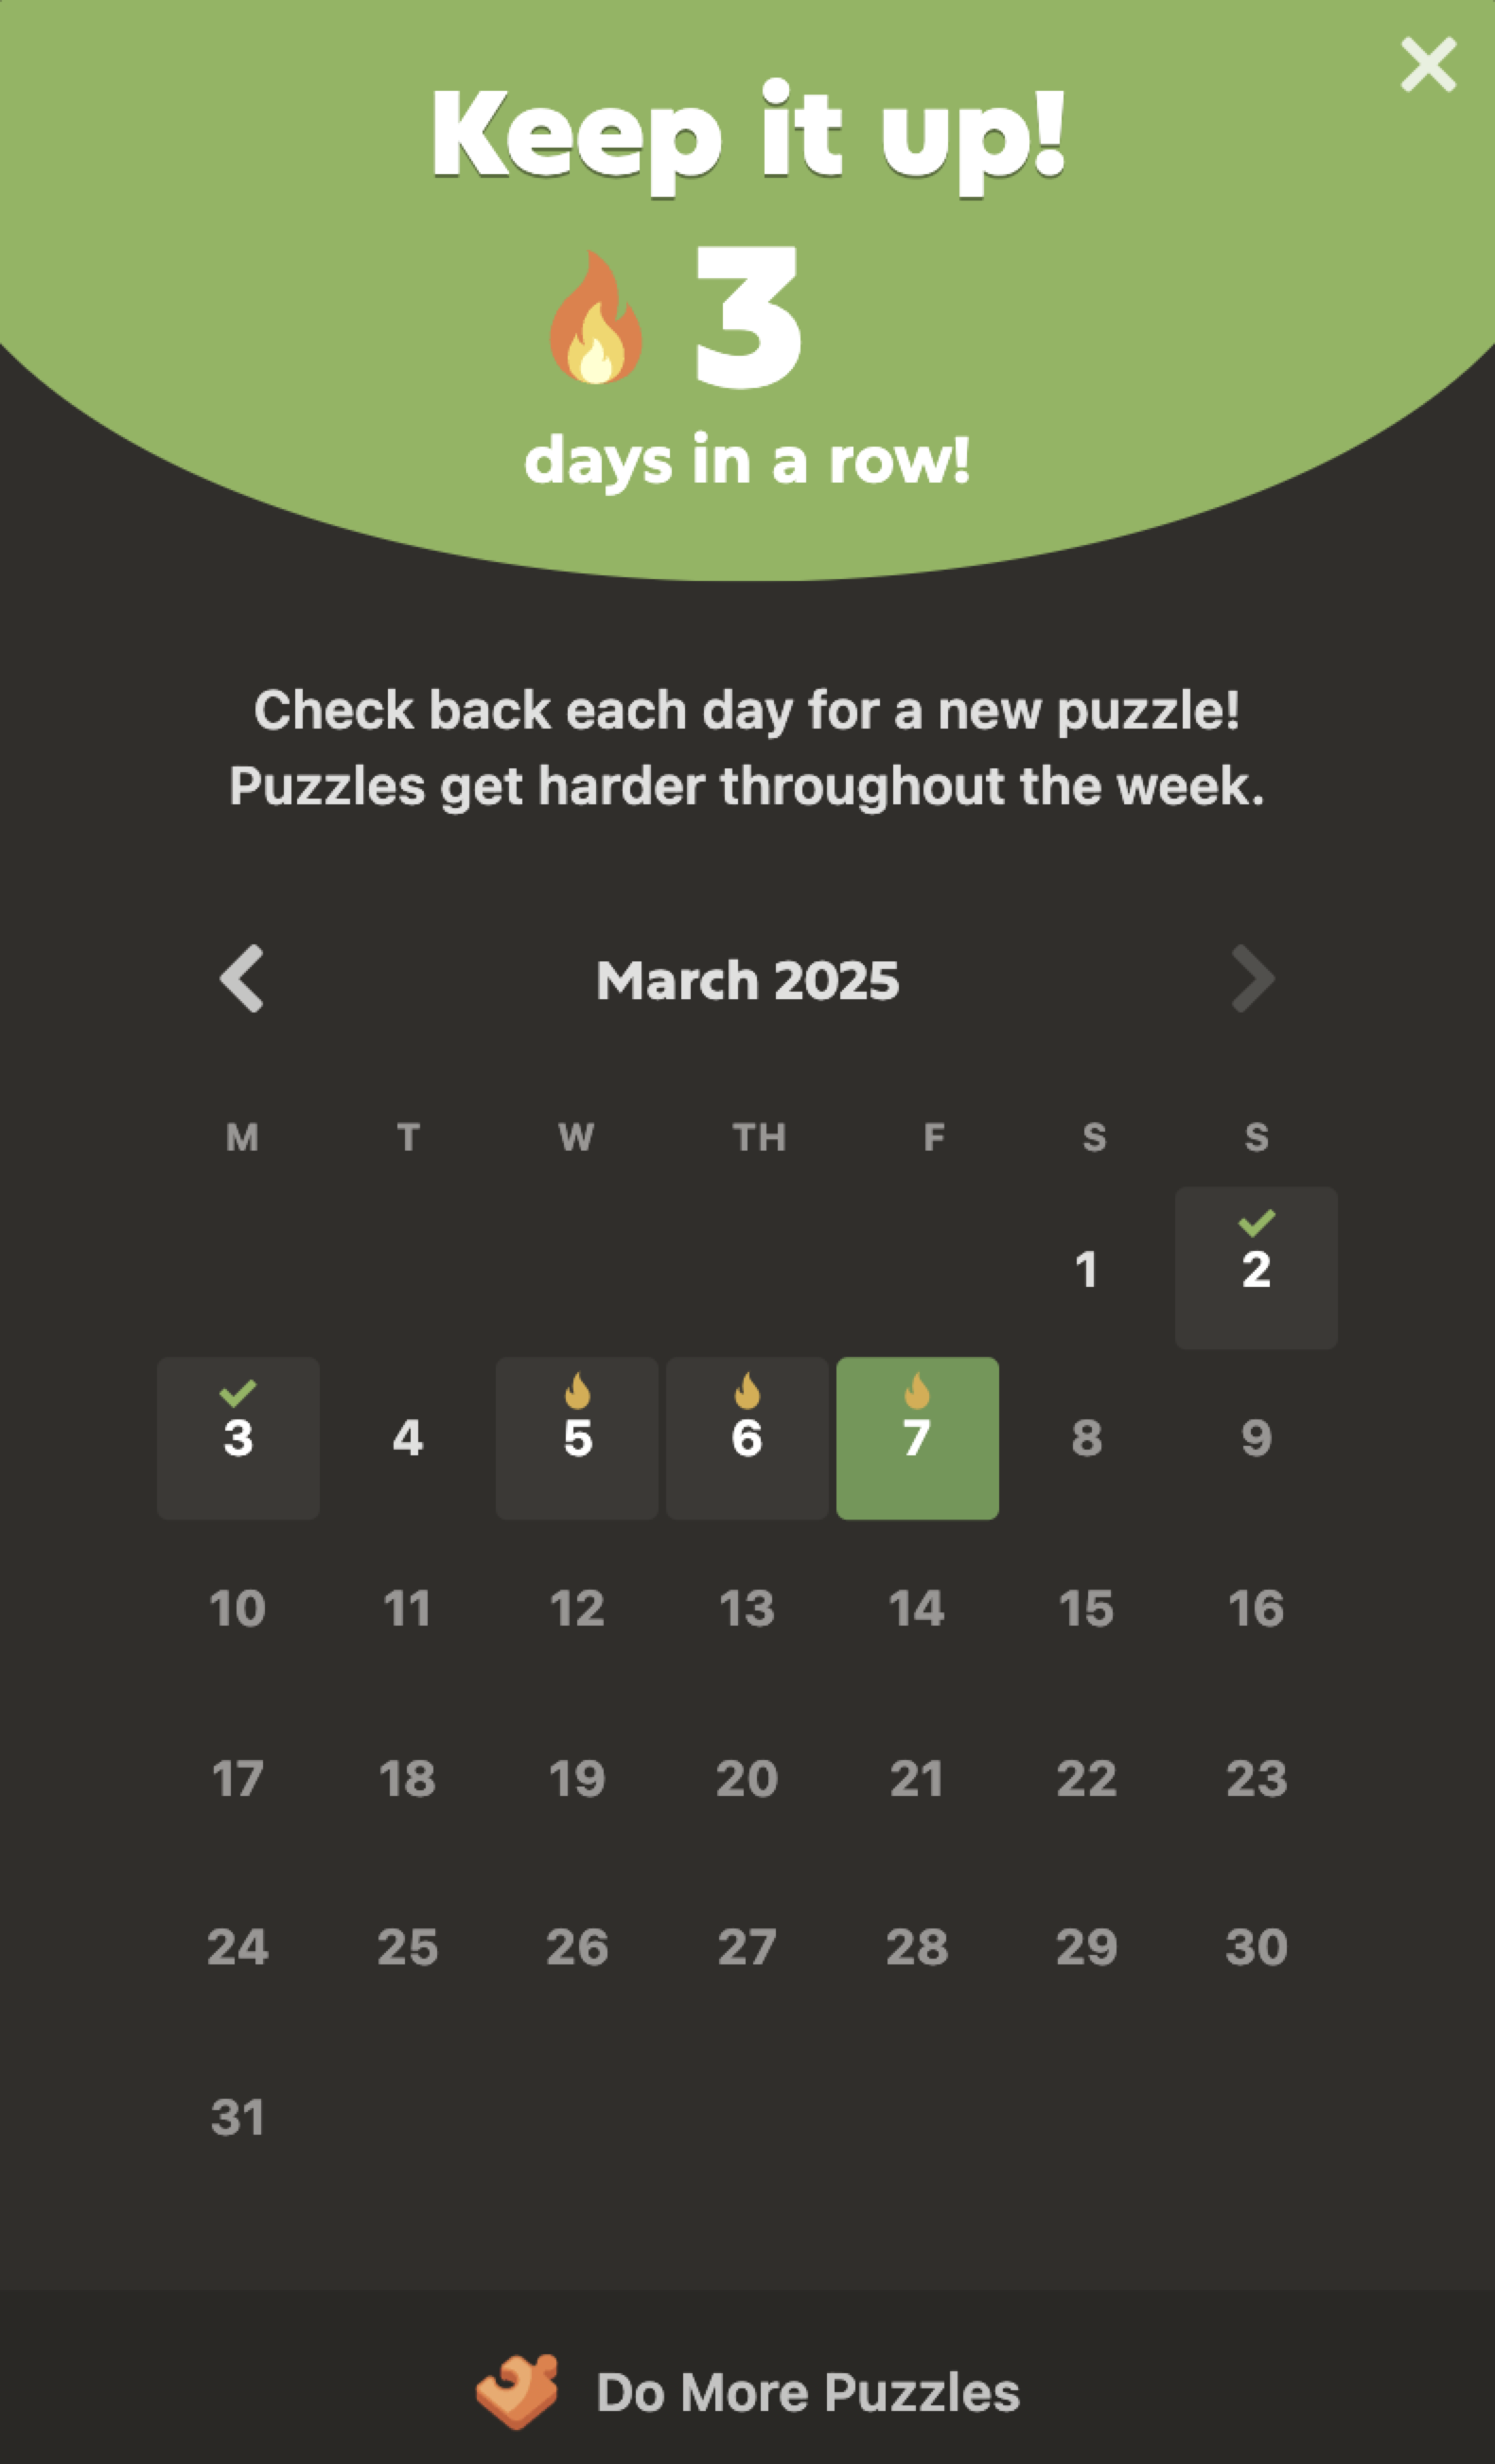 Keep it up!
3
days in a row!
Check back each day for a new puzzle!
Puzzles get harder throughout the week.
March 2025
M T W TH F S S
1 2
3 4 5 6 7 8 9
10 11 12 13 14 15 16
17 18 19 20 21 22 23
24 25 26 27 28 29 30
31
Do More Puzzles